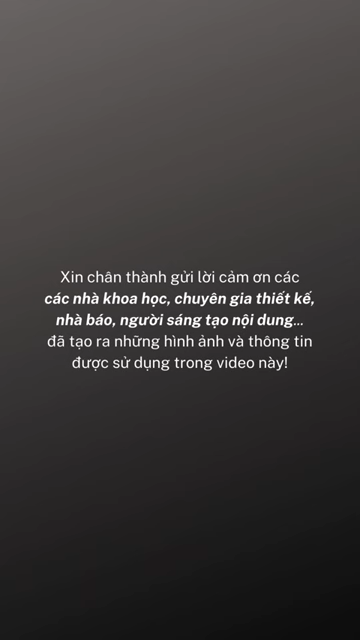 Xin chân thành gửi lời cảm ơn các
các nhà khoa học, chuyên gia thiết kế,
nhà báo, người sáng tạo nội dung...
đã tạo ra những hình ảnh và thông tin
được sử dụng trong video này!